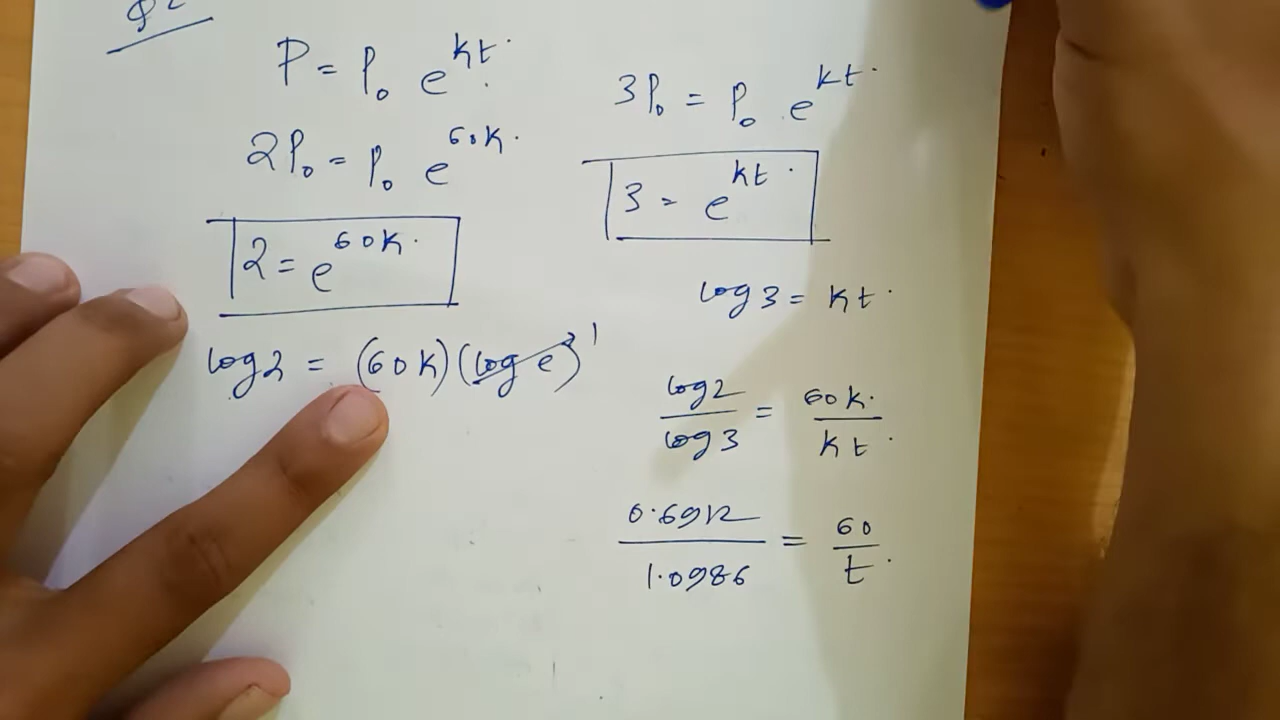 P = P₀ e^{kt}.
2P₀ = P₀ e^{60k}.
2 = e^{60k}.
log 2 = (60k)(log e)^1
3P₀ = P₀ e^{kt}.
3 = e^{kt}.
log 3 = kt.
log 2 / log 3 = 60k. / kt.
0.6912 / 1.0986 = 60 / t.